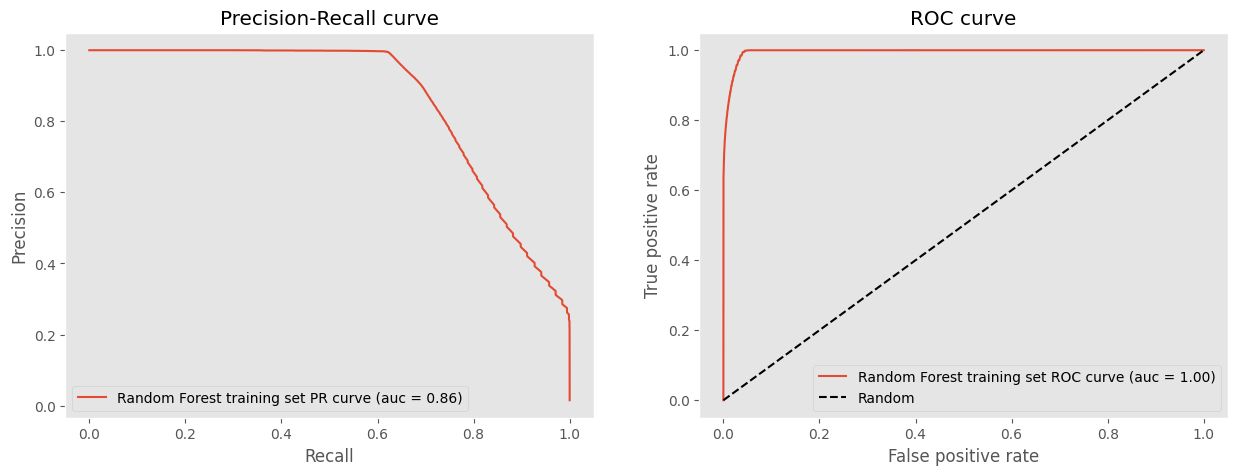 Precision-Recall curve
1.0
0.8
0.6
0.4
0.2
0.0
Precision
0.0 0.2 0.4 0.6 0.8 1.0
Recall
Random Forest training set PR curve (auc = 0.86)
ROC curve
1.0
0.8
0.6
0.4
0.2
0.0
True positive rate
0.0 0.2 0.4 0.6 0.8 1.0
False positive rate
Random Forest training set ROC curve (auc = 1.00)
Random